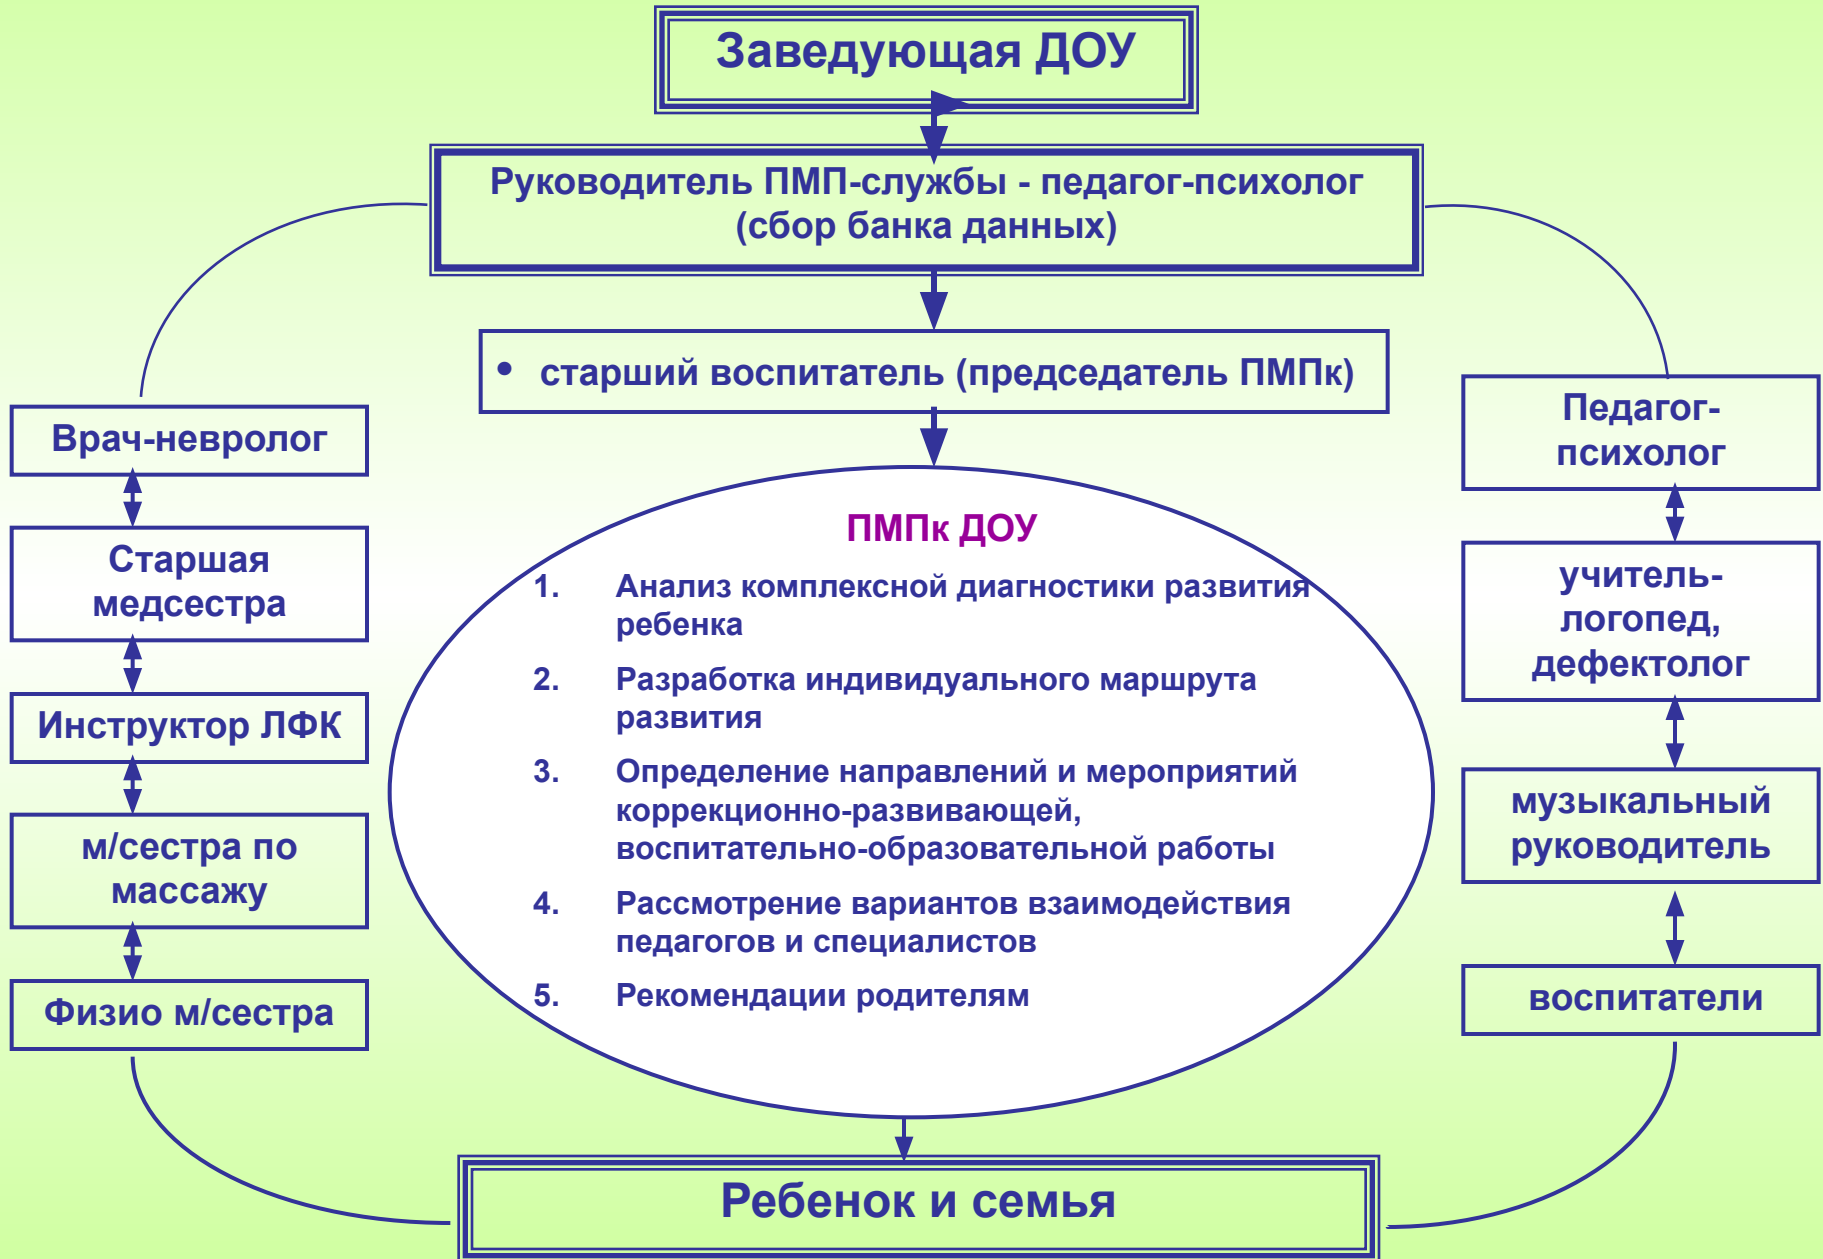 Заведующая ДОУ
Руководитель ПМП-службы - педагог-психолог
(сбор банка данных)
• старший воспитатель (председатель ПМПк)
Врач-невролог
Старшая
медсестра
Инструктор ЛФК
м/сестра по
массажу
Физио м/сестра
ПМПк ДОУ
1. Анализ комплексной диагностики развития
ребенка
2. Разработка индивидуального маршрута
развития
3. Определение направлений и мероприятий
коррекционно-развивающей,
воспитательно-образовательной работы
4. Рассмотрение вариантов взаимодействия
педагогов и специалистов
5. Рекомендации родителям
Педагог-
психолог
учитель-
логопед,
дефектолог
музыкальный
руководитель
воспитатели
Ребенок и семья